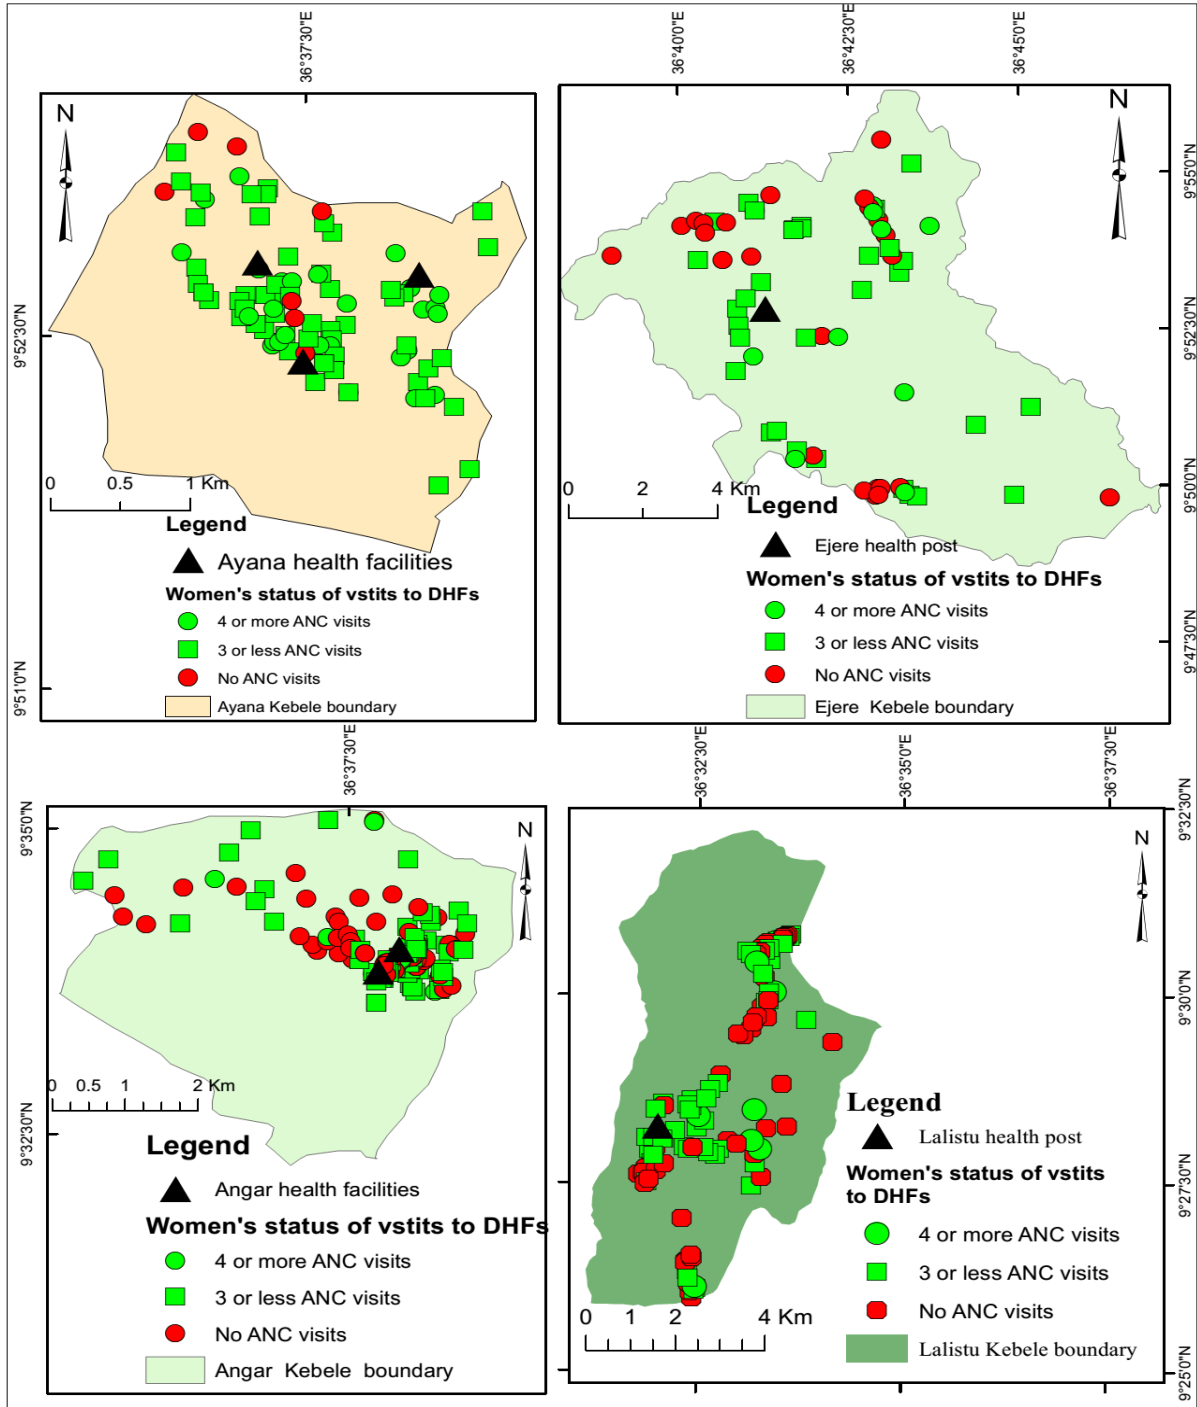 36°37'30"E
N
9°52'30"N
9°51'0"N
0 0.5 1 Km
Legend
Ayana health facilities
Women's status of vstits to DHFs
4 or more ANC visits
3 or less ANC visits
No ANC visits
Ayana Kebele boundary
36°40'0"E
36°42'30"E
36°45'0"E
N
9°55'0"N
9°52'30"N
9°50'0"N
9°47'30"N
0 2 4 Km
Legend
Ejere health post
Women's status of vstits to DHFs
4 or more ANC visits
3 or less ANC visits
No ANC visits
Ejere Kebele boundary
36°37'30"E
N
9°35'0"N
9°32'30"N
0 0.5 1 2 Km
Legend
Angar health facilities
Women's status of vstits to DHFs
4 or more ANC visits
3 or less ANC visits
No ANC visits
Angar Kebele boundary
36°32'30"E
36°35'0"E
36°37'30"E
N
9°32'30"N
9°30'0"N
9°27'30"N
9°25'0"N
0 1 2 4 Km
Legend
Lalistu health post
Women's status of vstits
to DHFs
4 or more ANC visits
3 or less ANC visits
No ANC visits
Lalistu Kebele boundary